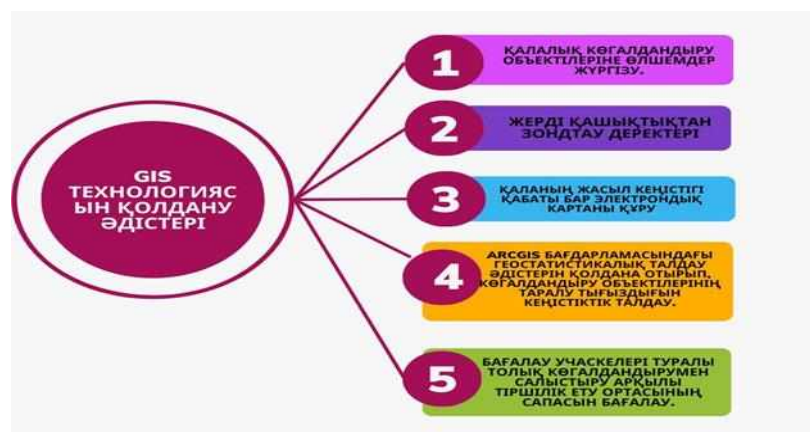 GIS
ТЕХНОЛОГИЯС
ЫН ҚОЛДАНУ
ӘДІСТЕРІ
1
ҚАЛАЛЫҚ КӨГАЛДАНДЫРУ
ОБЪЕКТІЛЕРІНЕ ӨЛШЕМДЕР
ЖҮРГІЗУ.
2
ЖЕРДІ ҚАШЫҚТЫҚТАН
ЗОНДТАУ ДЕРЕКТЕРІ
3
ҚАЛАНЫҢ ЖАСЫЛ КЕҢІСТІГІ
ҚАБАТЫ БАР ЭЛЕКТРОНДЫҚ
КАРТАНЫ ҚҰРУ
4
ARCGIS БАҒДАРЛАМАСЫНДАҒЫ
ГЕОСТАТИСТИКАЛЫҚ ТАЛДАУ
ӘДІСТЕРІН ҚОЛДАНА ОТЫРЫП,
КӨГАЛДАНДЫРУ ОБЪЕКТІЛЕРІНІҢ
ТАРАЛУ ТЫҒЫЗДЫҒЫН
КЕҢІСТІКТІК ТАЛДАУ.
5
БАҒАЛАУ УЧАСКЕЛЕРІ ТУРАЛЫ
ТОЛЫҚ КӨГАЛДАНДЫРУМЕН
САЛЫСТЫРУ АРҚЫЛЫ
ТІРШІЛІК ЕТУ ОРТАСЫНЫҢ
САПАСЫН БАҒАЛАУ.